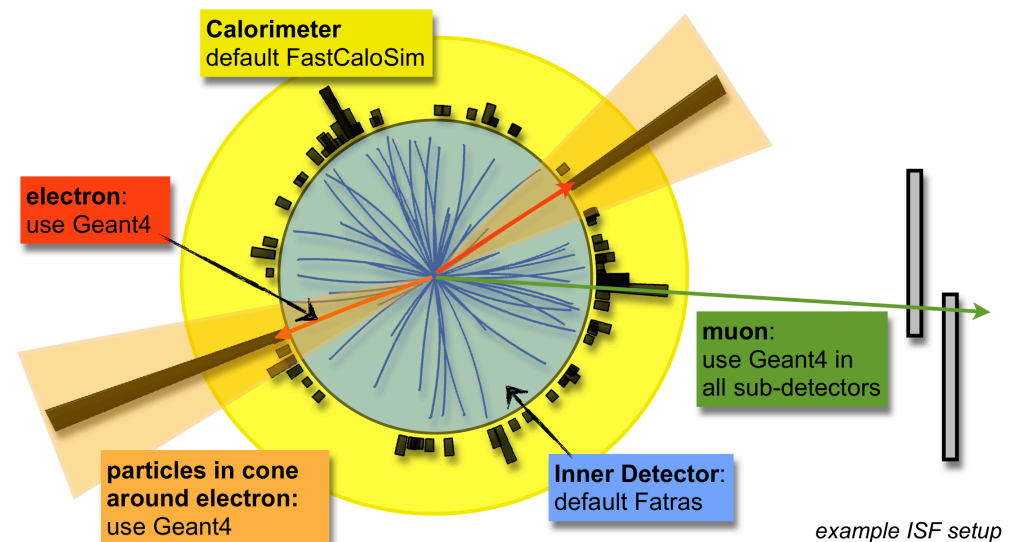 Calorimeter
default FastCaloSim
electron:
use Geant4
muon:
use Geant4 in
all sub-detectors
particles in cone
around electron:
use Geant4
Inner Detector:
default Fatras
example ISF setup